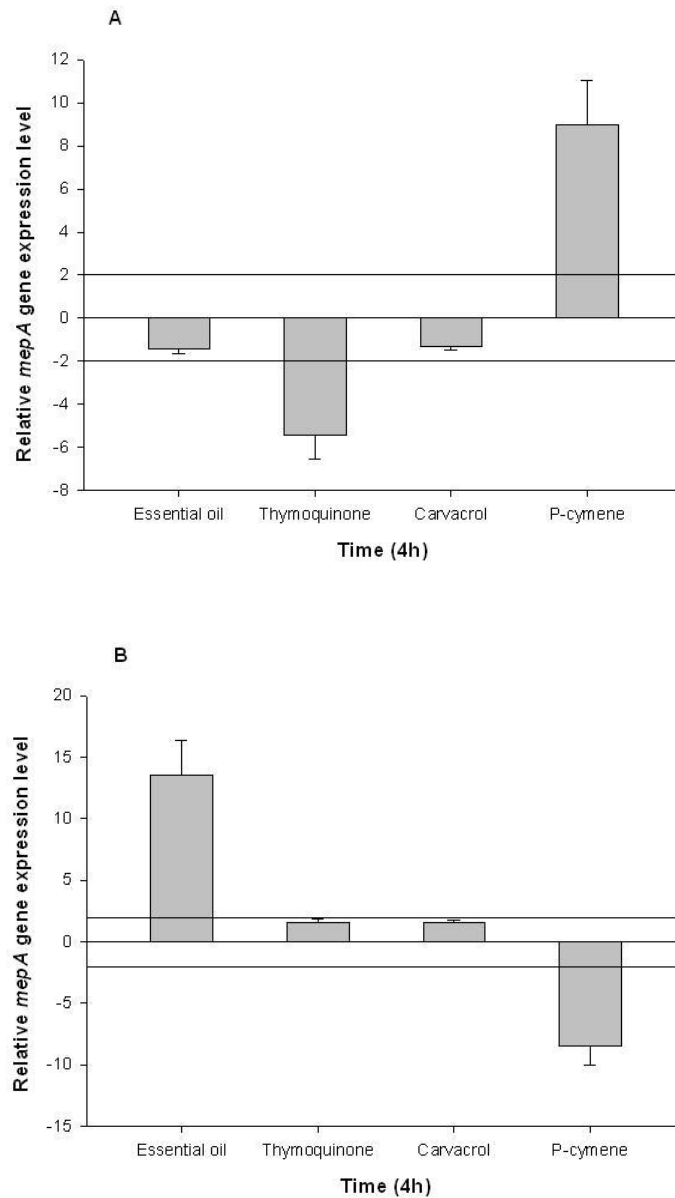 A
Relative mepA gene expression level
12
10
8
6
4
2
0
-2
-4
-6
-8
Essential oil Thymoquinone Carvacrol P-cymene
Time (4h)
B
Relative mepA gene expression level
20
15
10
5
0
-5
-10
-15
Essential oil Thymoquinone Carvacrol P-cymene
Time (4h)